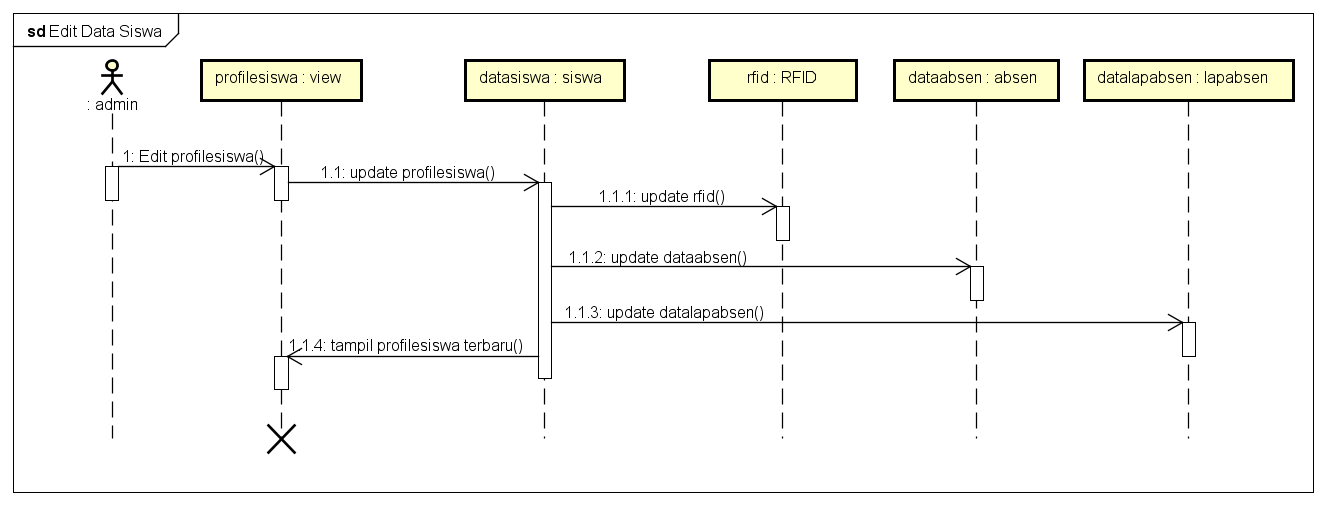 sd Edit Data Siswa
: admin
profilesiswa : view
datasiswa : siswa
rfid : RFID
dataabsen : absen
datalapabsen : lapabsen
1: Edit profilesiswa()
1.1: update profilesiswa()
1.1.1: update rfid()
1.1.2: update dataabsen()
1.1.3: update datalapabsen()
1.1.4: tampil profilesiswa terbaru()